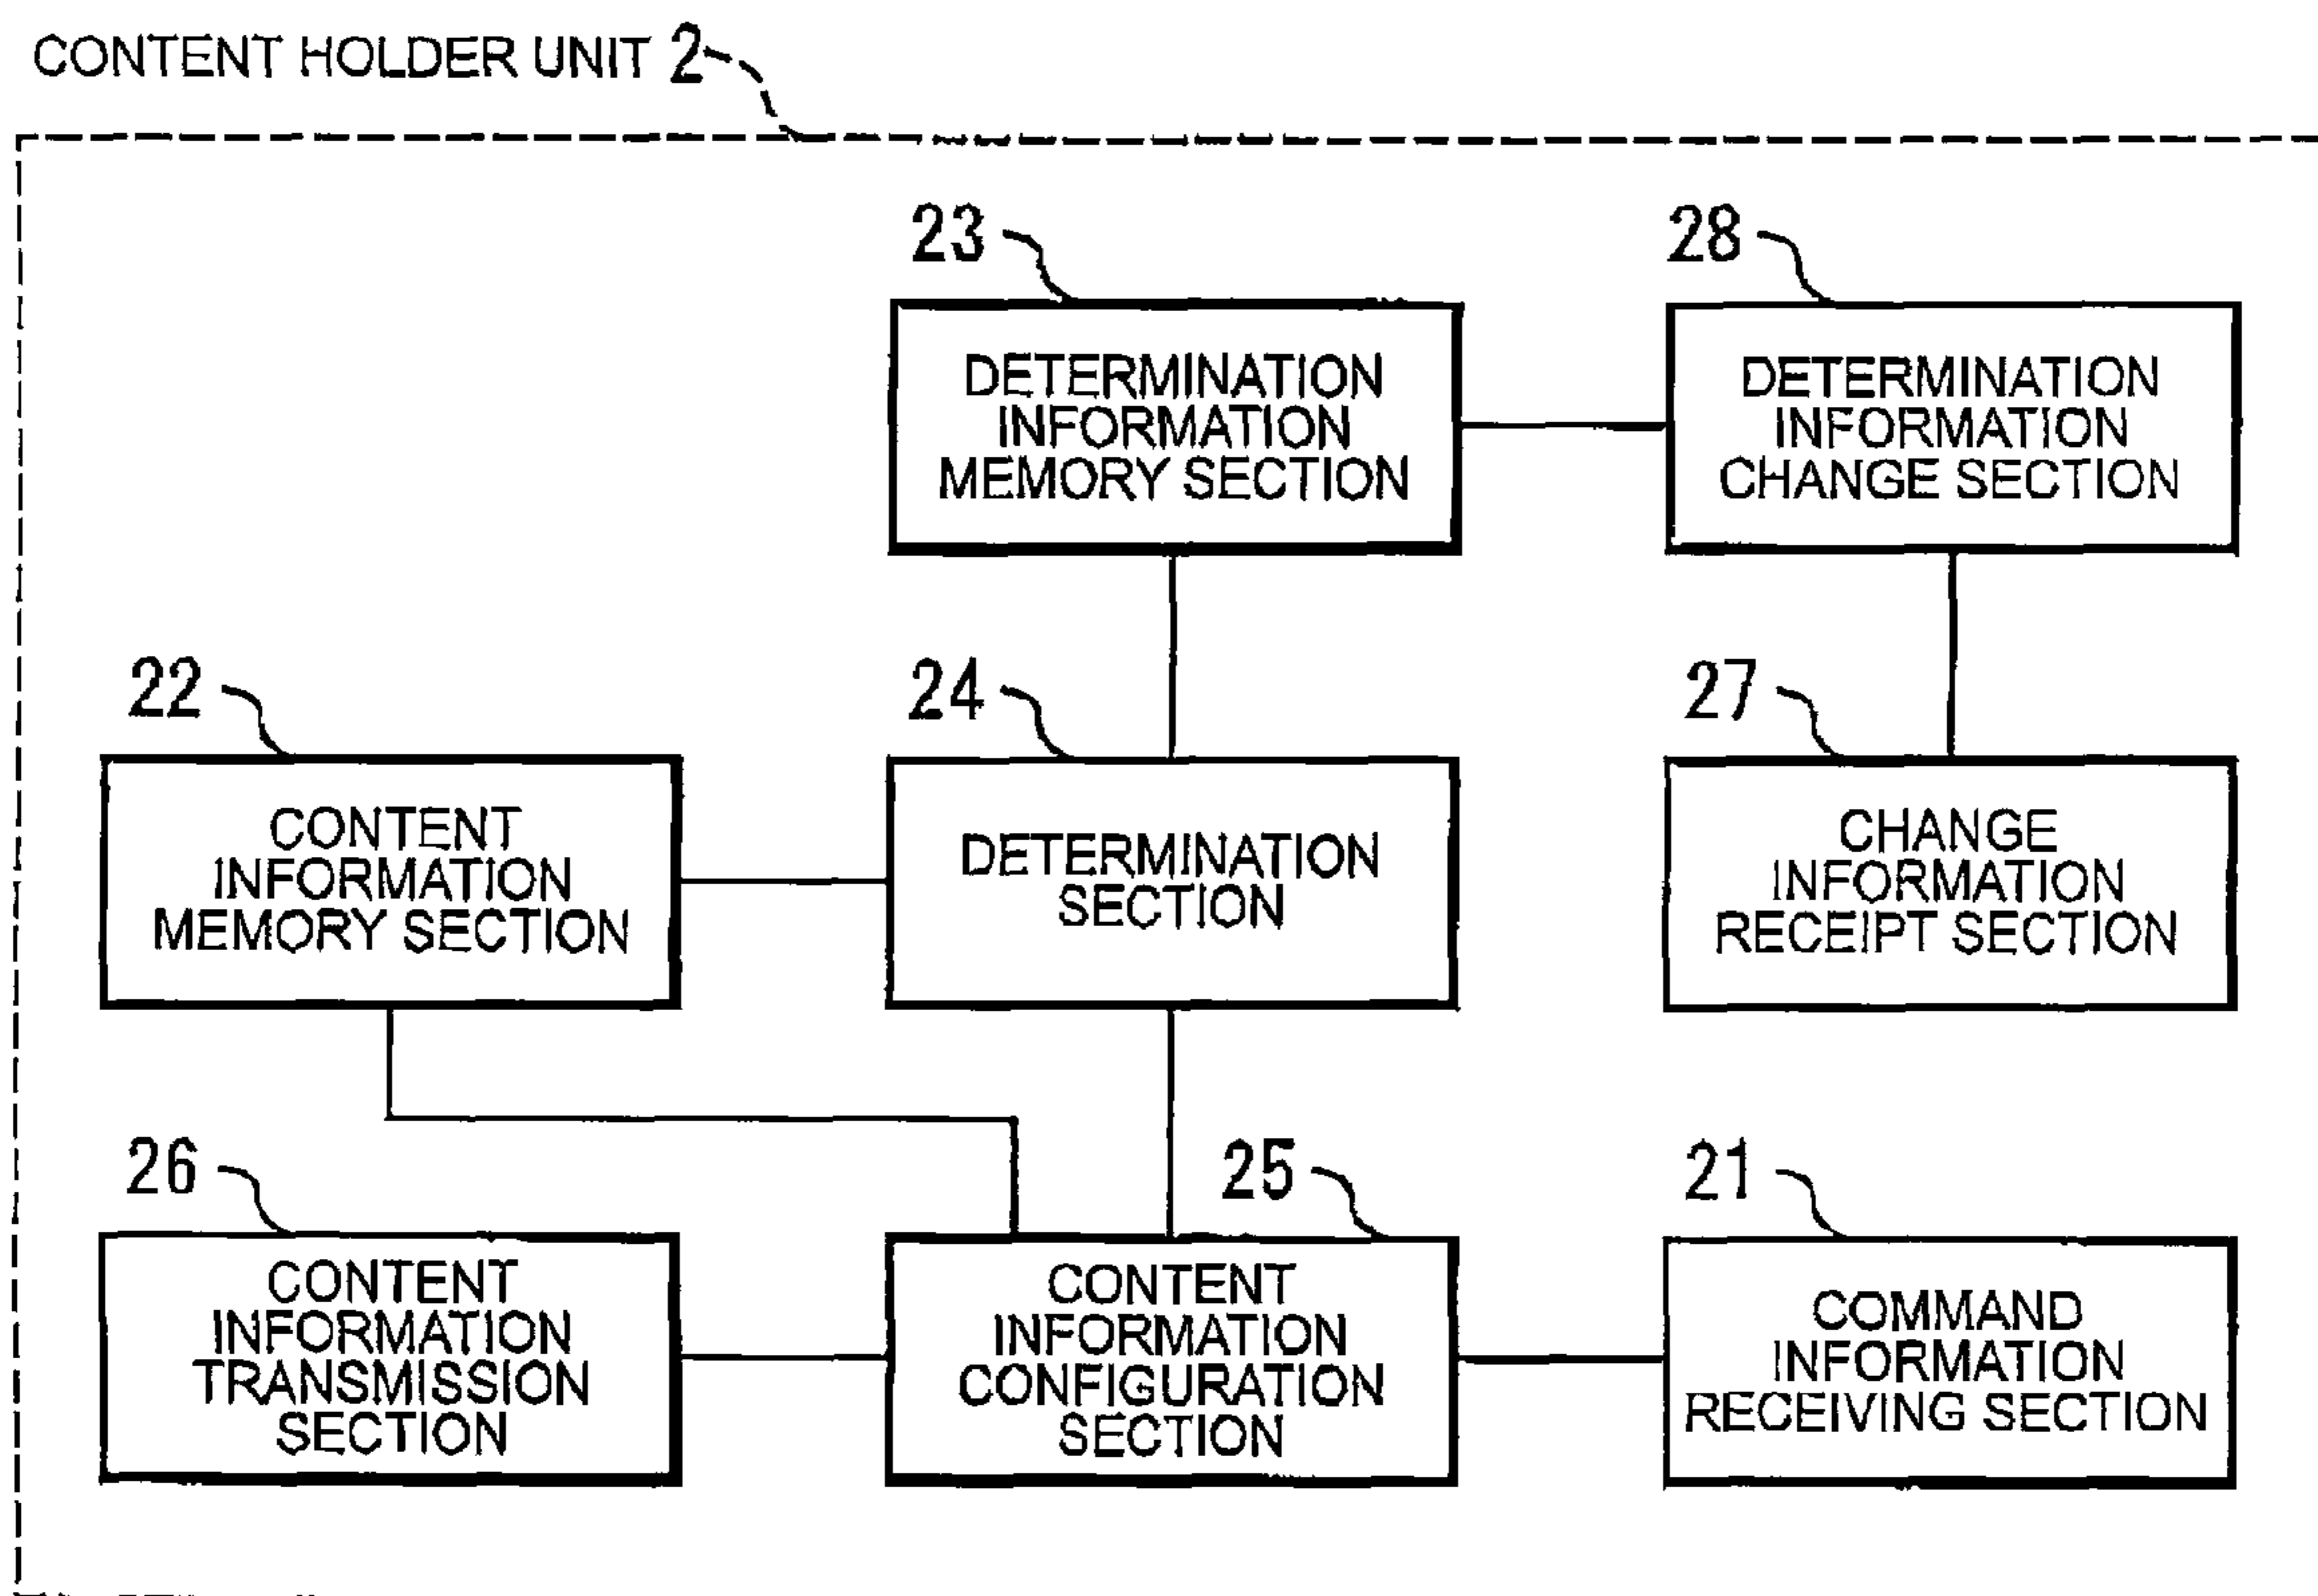 CONTENT HOLDER UNIT 2
23
DETERMINATION
INFORMATION
MEMORY SECTION
28
DETERMINATION
INFORMATION
CHANGE SECTION
22
CONTENT
INFORMATION
MEMORY SECTION
24
DETERMINATION
SECTION
27
CHANGE
INFORMATION
RECEIPT SECTION
26
CONTENT
INFORMATION
TRANSMISSION
SECTION
25
CONTENT
INFORMATION
CONFIGURATION
SECTION
21
COMMAND
INFORMATION
RECEIVING SECTION